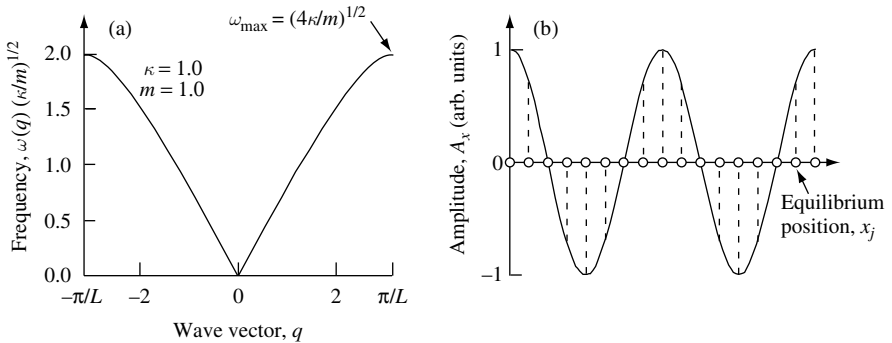 (a)
ω_max = (4κ/m)^1/2
κ = 1.0
m = 1.0
Frequency, ω(q) (κ/m)^1/2
2.0
1.5
1.0
0.5
0.0
−π/L
−2
0
2
π/L
Wave vector, q
(b)
Amplitude, A_x (arb. units)
1
0
−1
Equilibrium
position, x_j